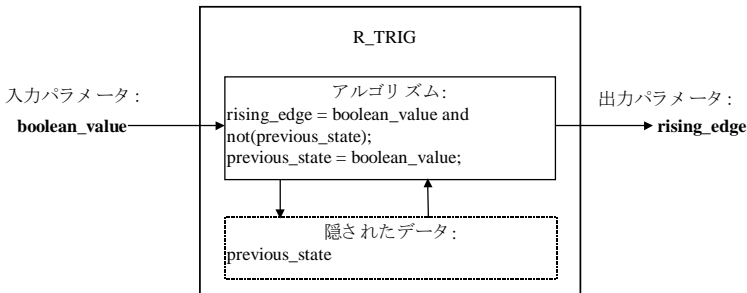 R_TRIG
入力パラメータ:
boolean_value
アルゴリズム:
rising_edge = boolean_value and
not(previous_state);
previous_state = boolean_value;
出力パラメータ:
rising_edge
隠されたデータ:
previous_state